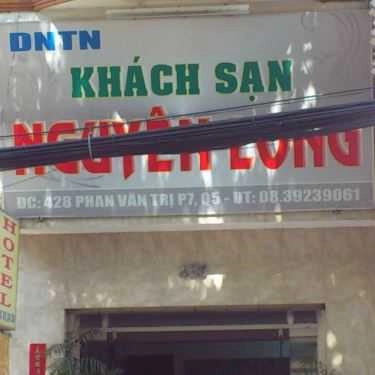 DNTN
KHÁCH SẠN
NGUYÊN LONG
ĐC: 428 PHAN VĂN TRỊ P7, Q5 - ĐT: 08.39239061
HOTEL